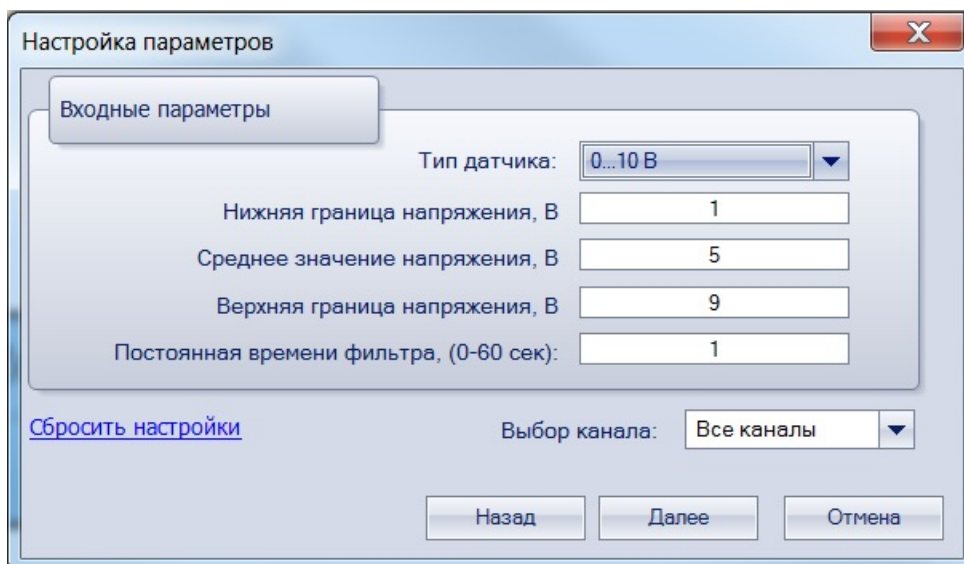 Настройка параметров
Входные параметры
Тип датчика: 0...10 В
Нижняя граница напряжения, В 1
Среднее значение напряжения, В 5
Верхняя граница напряжения, В 9
Постоянная времени фильтра, (0-60 сек): 1
Сбросить настройки Выбор канала: Все каналы
Назад Далее Отмена